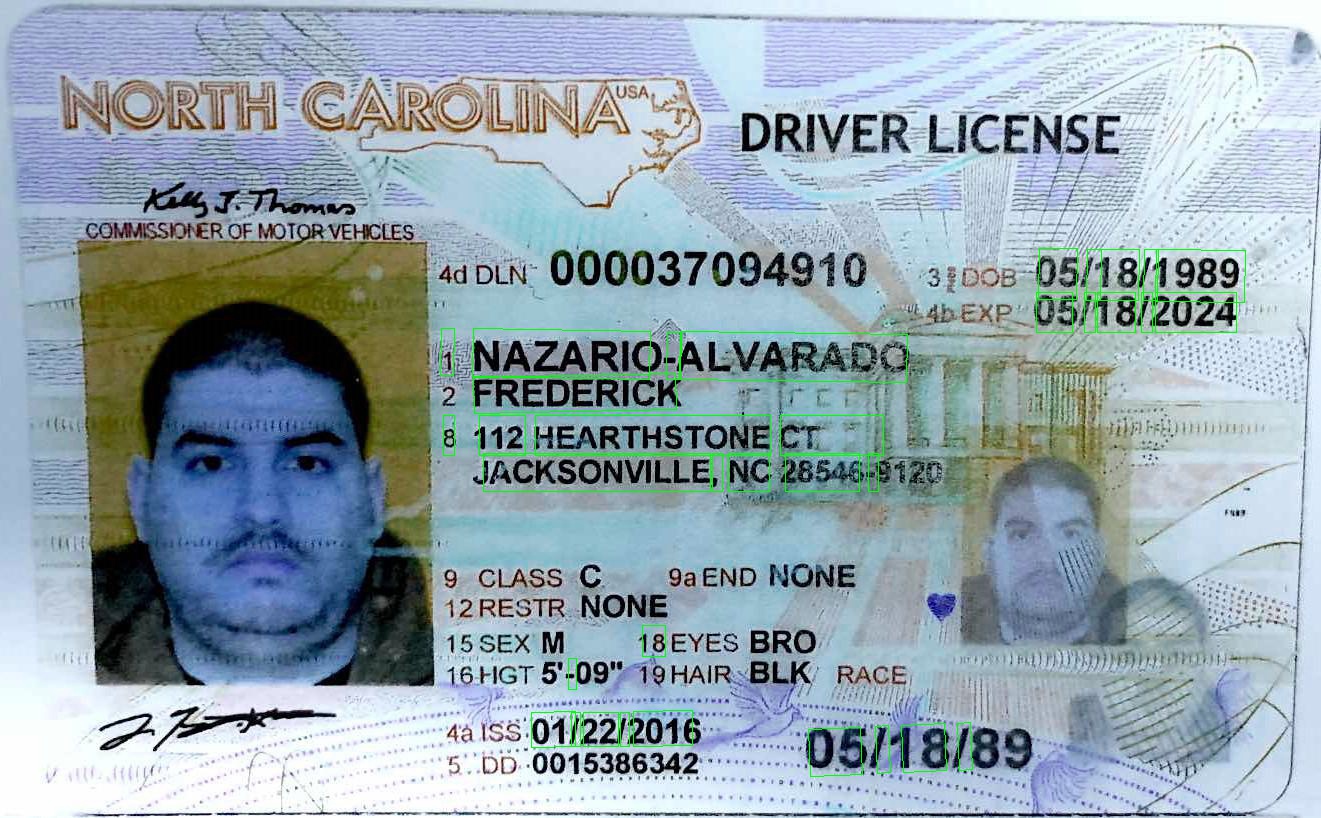 NORTH CAROLINA USA DRIVER LICENSE
Kelly J. Thomas
COMMISSIONER OF MOTOR VEHICLES
4d DLN 000037094910 3 DOB 05/18/1989
4b EXP 05/18/2024
1 NAZARIO-ALVARADO
2 FREDERICK
8 112 HEARTHSTONE CT
JACKSONVILLE, NC 28546-9120
9 CLASS C 9a END NONE
12 RESTR NONE
15 SEX M 18 EYES BRO
16 HGT 5'-09" 19 HAIR BLK RACE
4a ISS 01/22/2016
5 DD 0015386342
05/18/89